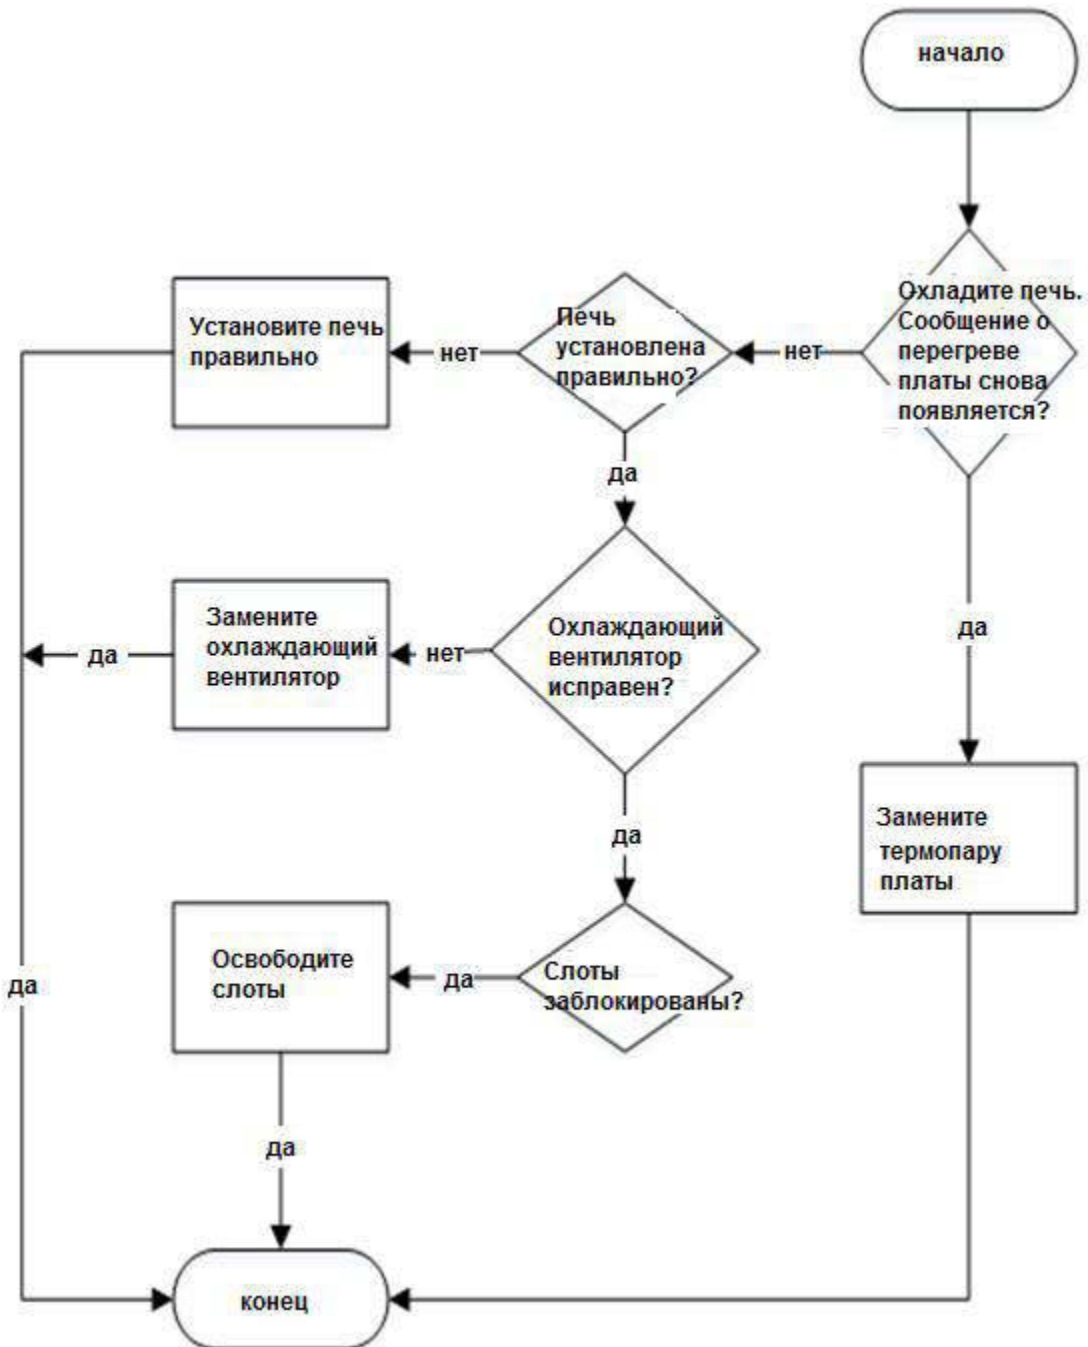 начало
Охладите печь.
Сообщение о
перегреве
платы снова
появляется?
нет
Печь
установлена
правильно?
нет
Установите печь
правильно
да
Охлаждающий
вентилятор
исправен?
нет
Замените
охлаждающий
вентилятор
да
да
Замените
термопару
платы
да
Слоты
заблокированы?
да
Освободите
слоты
да
да
конец